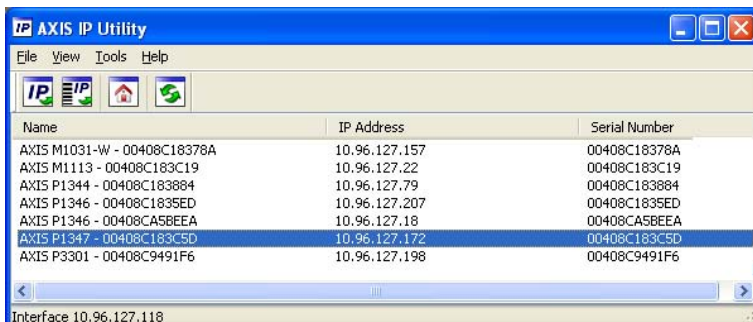 IP AXIS IP Utility
File View Tools Help
IP IP
Name IP Address Serial Number
AXIS M1031-W - 00408C18378A 10.96.127.157 00408C18378A
AXIS M1113 - 00408C183C19 10.96.127.22 00408C183C19
AXIS P1344 - 00408C183884 10.96.127.79 00408C183884
AXIS P1346 - 00408C1835ED 10.96.127.207 00408C1835ED
AXIS P1346 - 00408CA5BEEA 10.96.127.18 00408CA5BEEA
AXIS P1347 - 00408C183C5D 10.96.127.172 00408C183C5D
AXIS P3301 - 00408C9491F6 10.96.127.198 00408C9491F6
Interface 10.96.127.118